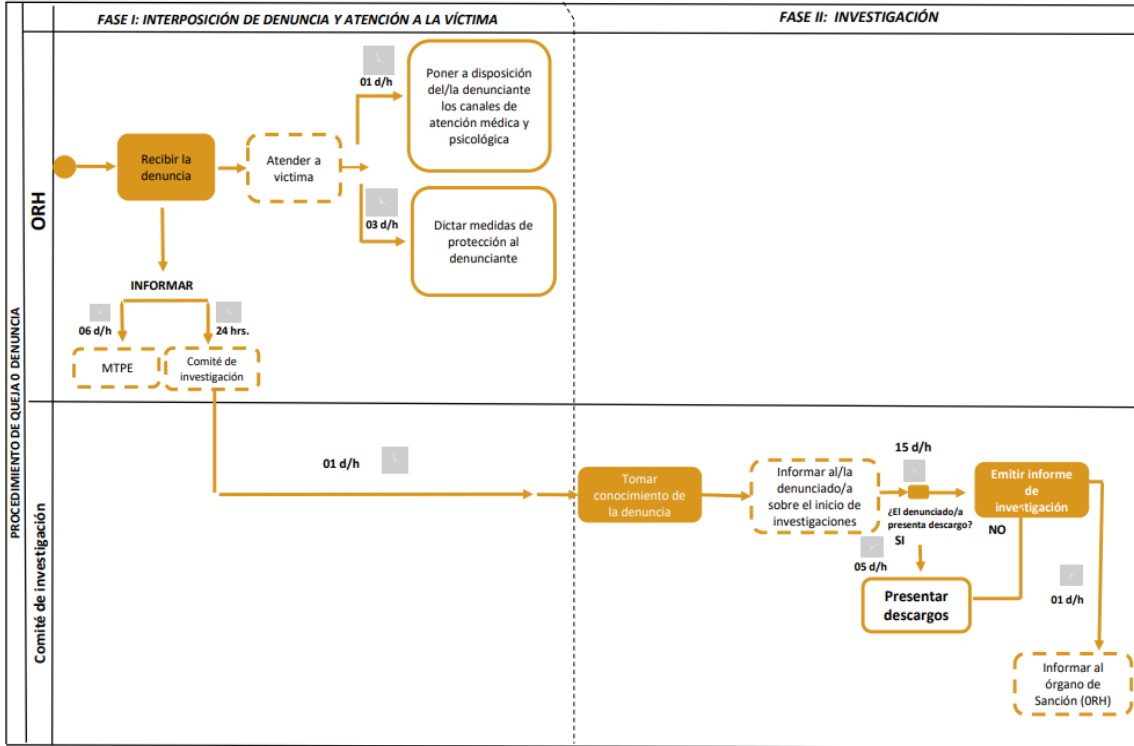 FASE I: INTERPOSICIÓN DE DENUNCIA Y ATENCIÓN A LA VÍCTIMA
FASE II: INVESTIGACIÓN
PROCEDIMIENTO DE QUEJA 0 DENUNCIA
ORH
Recibir la
denuncia
Atender a
victima
01 d/h
Poner a disposición
del/la denunciante
los canales de
atención médica y
psicológica
03 d/h
Dictar medidas de
protección al
denunciante
INFORMAR
06 d/h
24 hrs.
MTPE
Comité de
investigación
Comité de investigación
01 d/h
Tomar
conocimiento de
la denuncia
Informar al/la
denunciado/a
sobre el inicio de
investigaciones
15 d/h
¿El denunciado/a
presenta descargo?
SI
NO
05 d/h
Presentar
descargos
Emitir informe
de
investigación
01 d/h
Informar al
órgano de
Sanción (0RH)